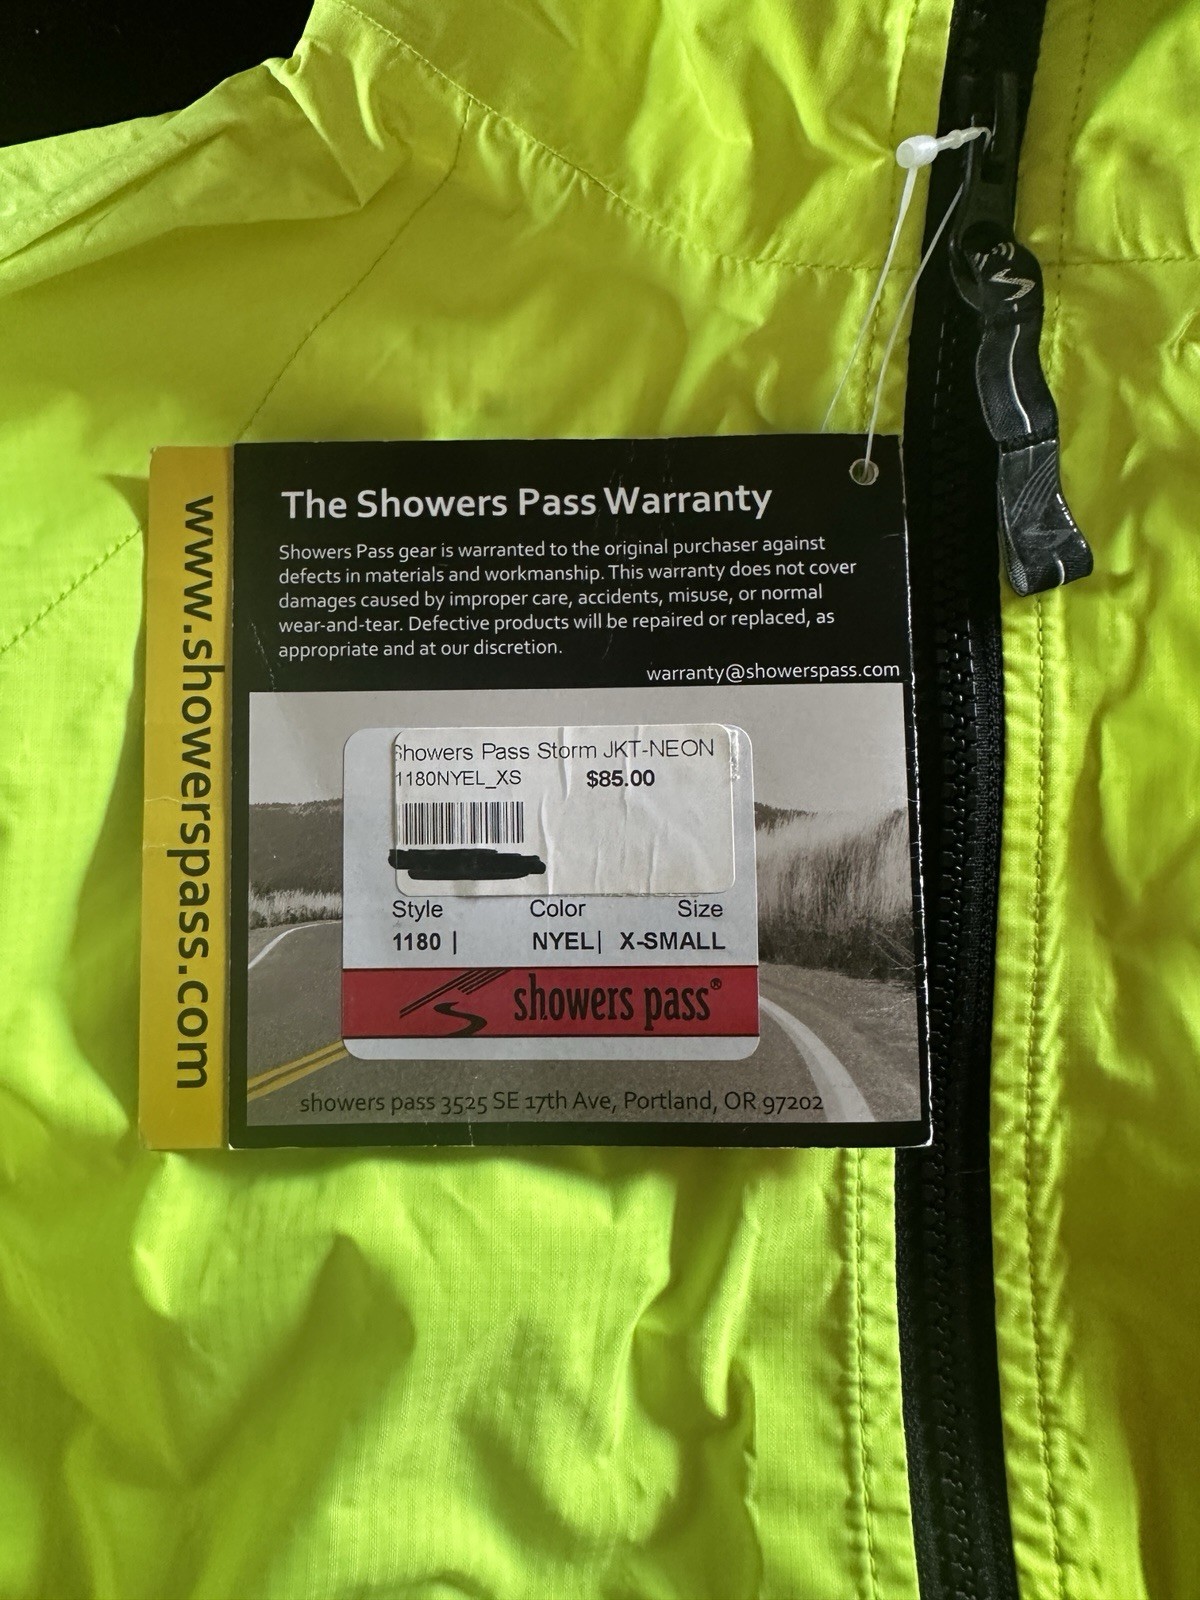 The Showers Pass Warranty
Showers Pass gear is warranted to the original purchaser against
defects in materials and workmanship. This warranty does not cover
damages caused by improper care, accidents, misuse, or normal
wear-and-tear. Defective products will be repaired or replaced, as
appropriate and at our discretion.
warranty@showerspass.com
www.showerspass.com
Showers Pass Storm JKT-NEON
1180NYEL_XS $85.00
Style Color Size
1180 | NYEL| X-SMALL
showers pass®
showers pass 3525 SE 17th Ave, Portland, OR 97202